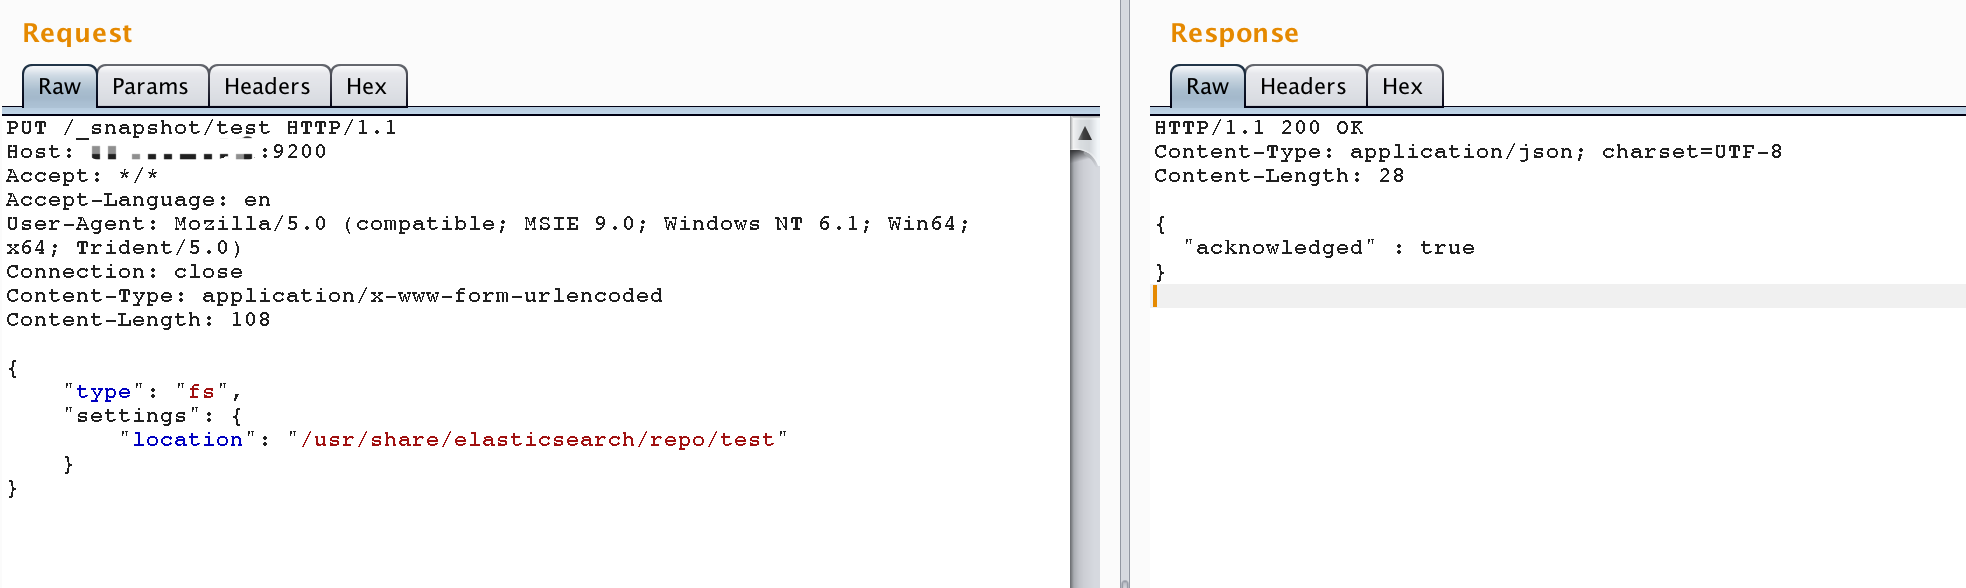 Request
Raw Params Headers Hex
PUT /_snapshot/test HTTP/1.1
Host: :9200
Accept: */*
Accept-Language: en
User-Agent: Mozilla/5.0 (compatible; MSIE 9.0; Windows NT 6.1; Win64;
x64; Trident/5.0)
Connection: close
Content-Type: application/x-www-form-urlencoded
Content-Length: 108
{
"type": "fs",
"settings": {
"location": "/usr/share/elasticsearch/repo/test"
}
}
Response
Raw Headers Hex
HTTP/1.1 200 OK
Content-Type: application/json; charset=UTF-8
Content-Length: 28
{
"acknowledged" : true
}